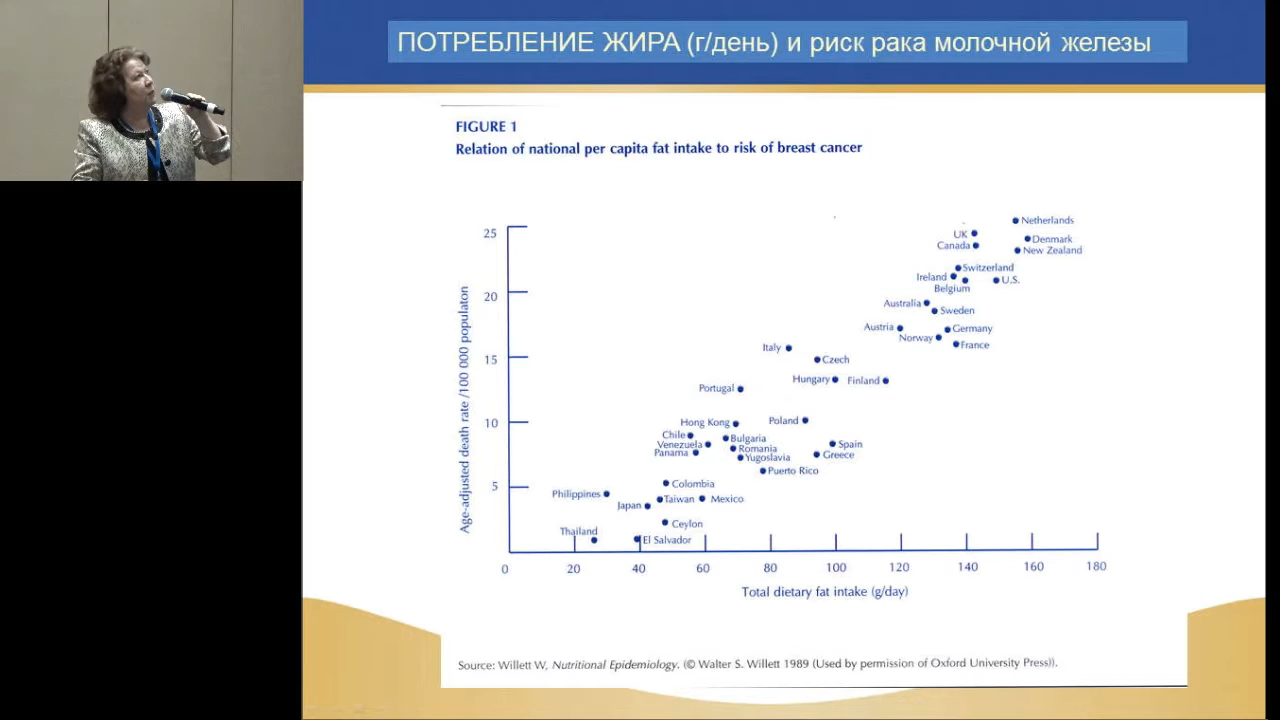 ПОТРЕБЛЕНИЕ ЖИРА (г/день) и риск рака молочной железы
FIGURE 1
Relation of national per capita fat intake to risk of breast cancer
Age-adjusted death rate /100 000 populaton
25
20
15
10
5
Netherlands
UK
Denmark
Canada
New Zealand
Switzerland
Ireland
U.S.
Belgium
Australia
Sweden
Austria
Germany
Norway
France
Italy
Czech
Hungary
Finland
Portugal
Hong Kong
Poland
Chile
Bulgaria
Venezuela
Spain
Romania
Panama
Yugoslavia
Greece
Puerto Rico
Colombia
Philippines
Taiwan
Mexico
Japan
Ceylon
Thailand
El Salvador
0 20 40 60 80 100 120 140 160 180
Total dietary fat intake (g/day)
Source: Willett W, Nutritional Epidemiology. (© Walter S. Willett 1989 (Used by permission of Oxford University Press)).